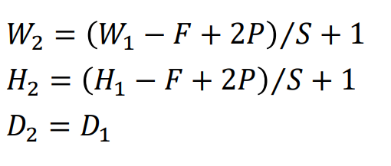 W₂ = (W₁ − F + 2P)/S + 1
H₂ = (H₁ − F + 2P)/S + 1
D₂ = D₁